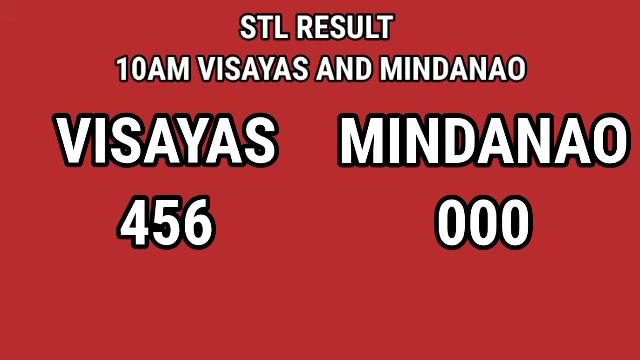 STL RESULT
10AM VISAYAS AND MINDANAO
VISAYAS MINDANAO
456 000